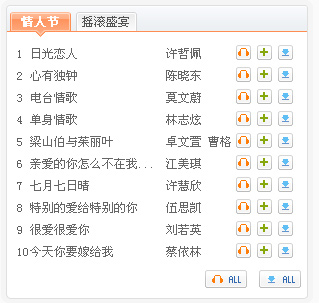 情人节 摇滚盛宴
1 日光恋人 许哲佩
2 心有独钟 陈晓东
3 电台情歌 莫文蔚
4 单身情歌 林志炫
5 梁山伯与茱丽叶 卓文萱 曹格
6 亲爱的你怎么不在我... 江美琪
7 七月七日晴 许慧欣
8 特别的爱给特别的你 伍思凯
9 很爱很爱你 刘若英
10今天你要嫁给我 蔡依林
ALL ALL